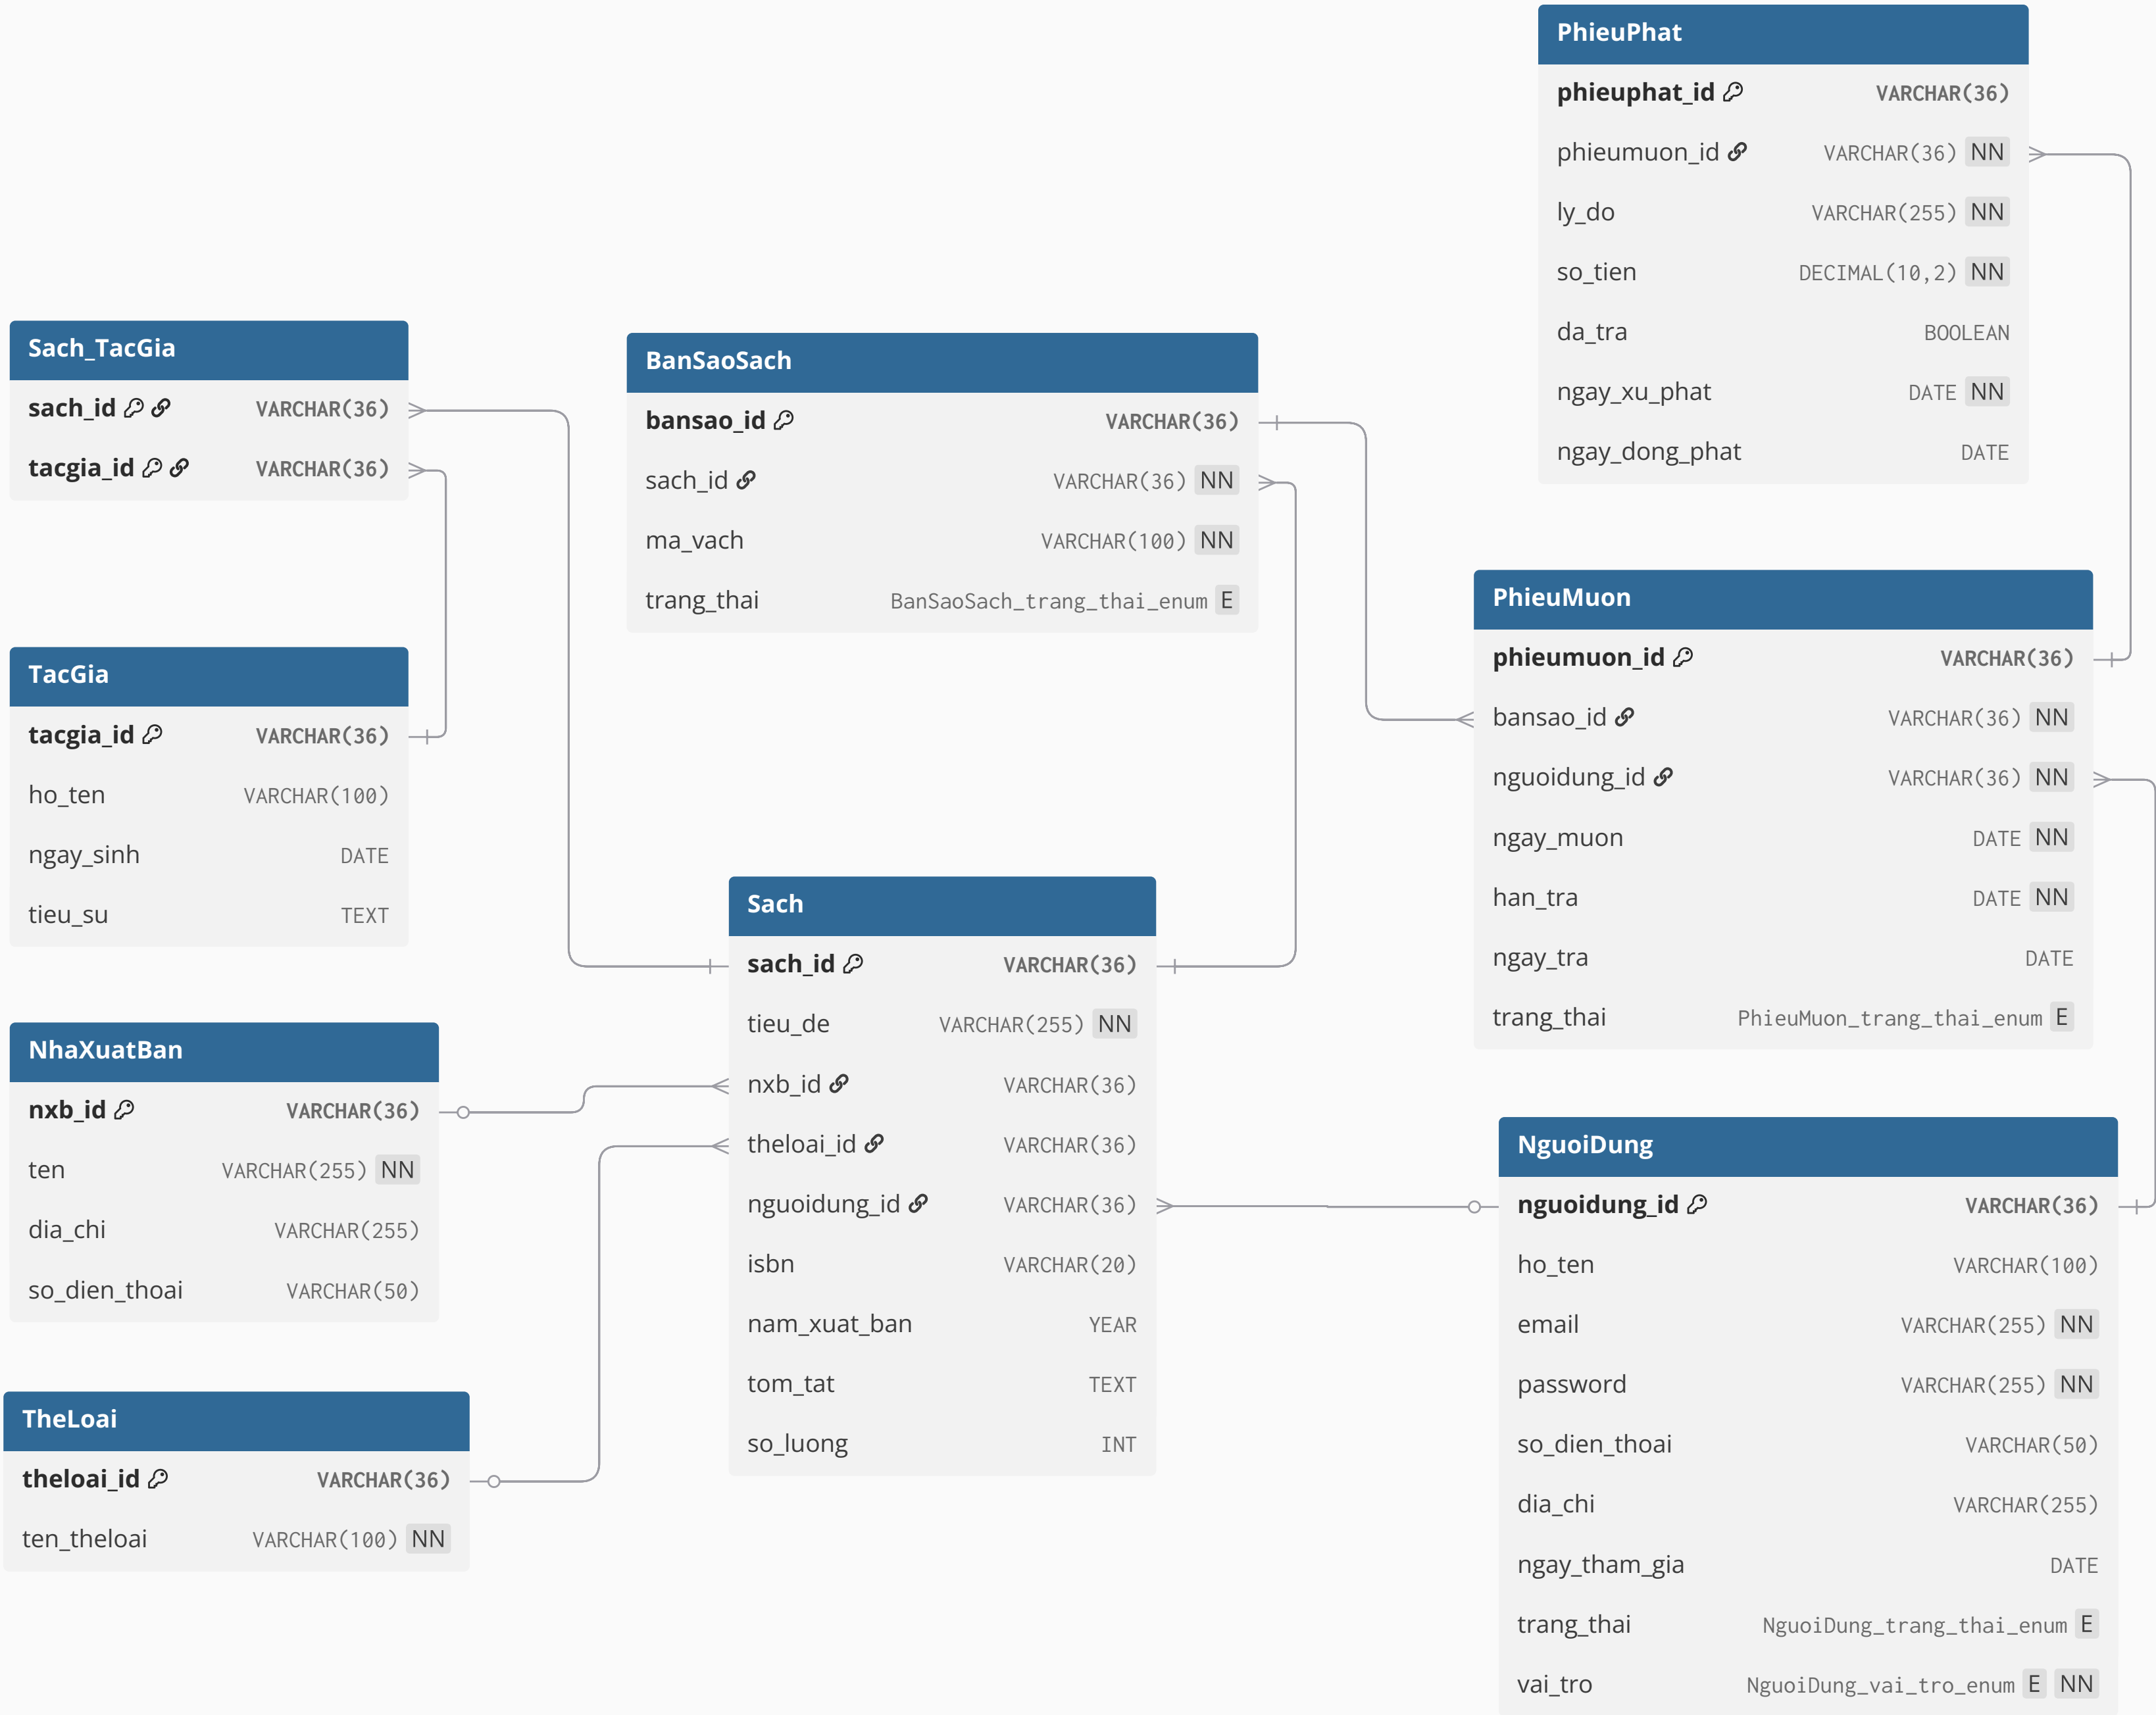 PhieuPhat
phieuphat_id VARCHAR(36)
phieumuon_id VARCHAR(36) NN
ly_do VARCHAR(255) NN
so_tien DECIMAL(10,2) NN
da_tra BOOLEAN
ngay_xu_phat DATE NN
ngay_dong_phat DATE
Sach_TacGia
sach_id VARCHAR(36)
tacgia_id VARCHAR(36)
BanSaoSach
bansao_id VARCHAR(36)
sach_id VARCHAR(36) NN
ma_vach VARCHAR(100) NN
trang_thai BanSaoSach_trang_thai_enum E
PhieuMuon
phieumuon_id VARCHAR(36)
bansao_id VARCHAR(36) NN
nguoidung_id VARCHAR(36) NN
ngay_muon DATE NN
han_tra DATE NN
ngay_tra DATE
trang_thai PhieuMuon_trang_thai_enum E
TacGia
tacgia_id VARCHAR(36)
ho_ten VARCHAR(100)
ngay_sinh DATE
tieu_su TEXT
Sach
sach_id VARCHAR(36)
tieu_de VARCHAR(255) NN
nxb_id VARCHAR(36)
theloai_id VARCHAR(36)
nguoidung_id VARCHAR(36)
isbn VARCHAR(20)
nam_xuat_ban YEAR
tom_tat TEXT
so_luong INT
NhaXuatBan
nxb_id VARCHAR(36)
ten VARCHAR(255) NN
dia_chi VARCHAR(255)
so_dien_thoai VARCHAR(50)
NguoiDung
nguoidung_id VARCHAR(36)
ho_ten VARCHAR(100)
email VARCHAR(255) NN
password VARCHAR(255) NN
so_dien_thoai VARCHAR(50)
dia_chi VARCHAR(255)
ngay_tham_gia DATE
trang_thai NguoiDung_trang_thai_enum E
vai_tro NguoiDung_vai_tro_enum E NN
TheLoai
theloai_id VARCHAR(36)
ten_theloai VARCHAR(100) NN